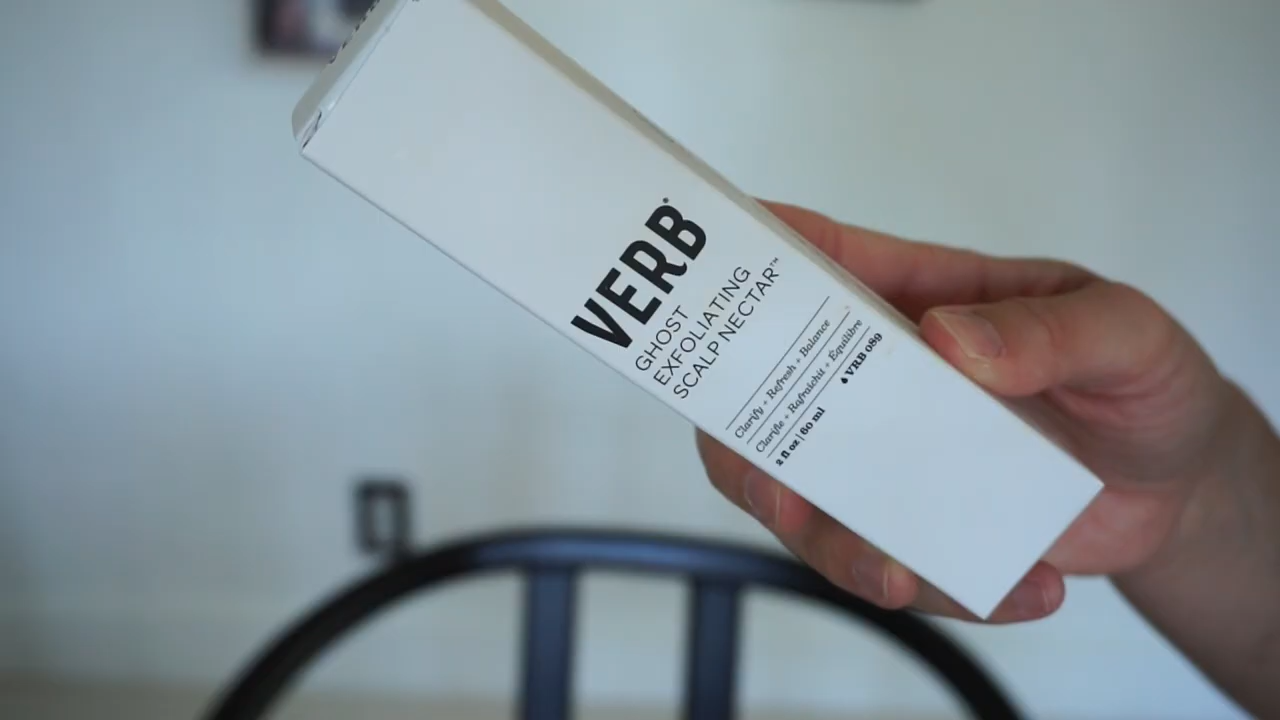 VERB
GHOST
EXFOLIATING
SCALP NECTAR™
Clarify + Refresh + Balance
Clarifie + Rafraîchit + Équilibre
2 fl oz | 60 ml
VRB 089